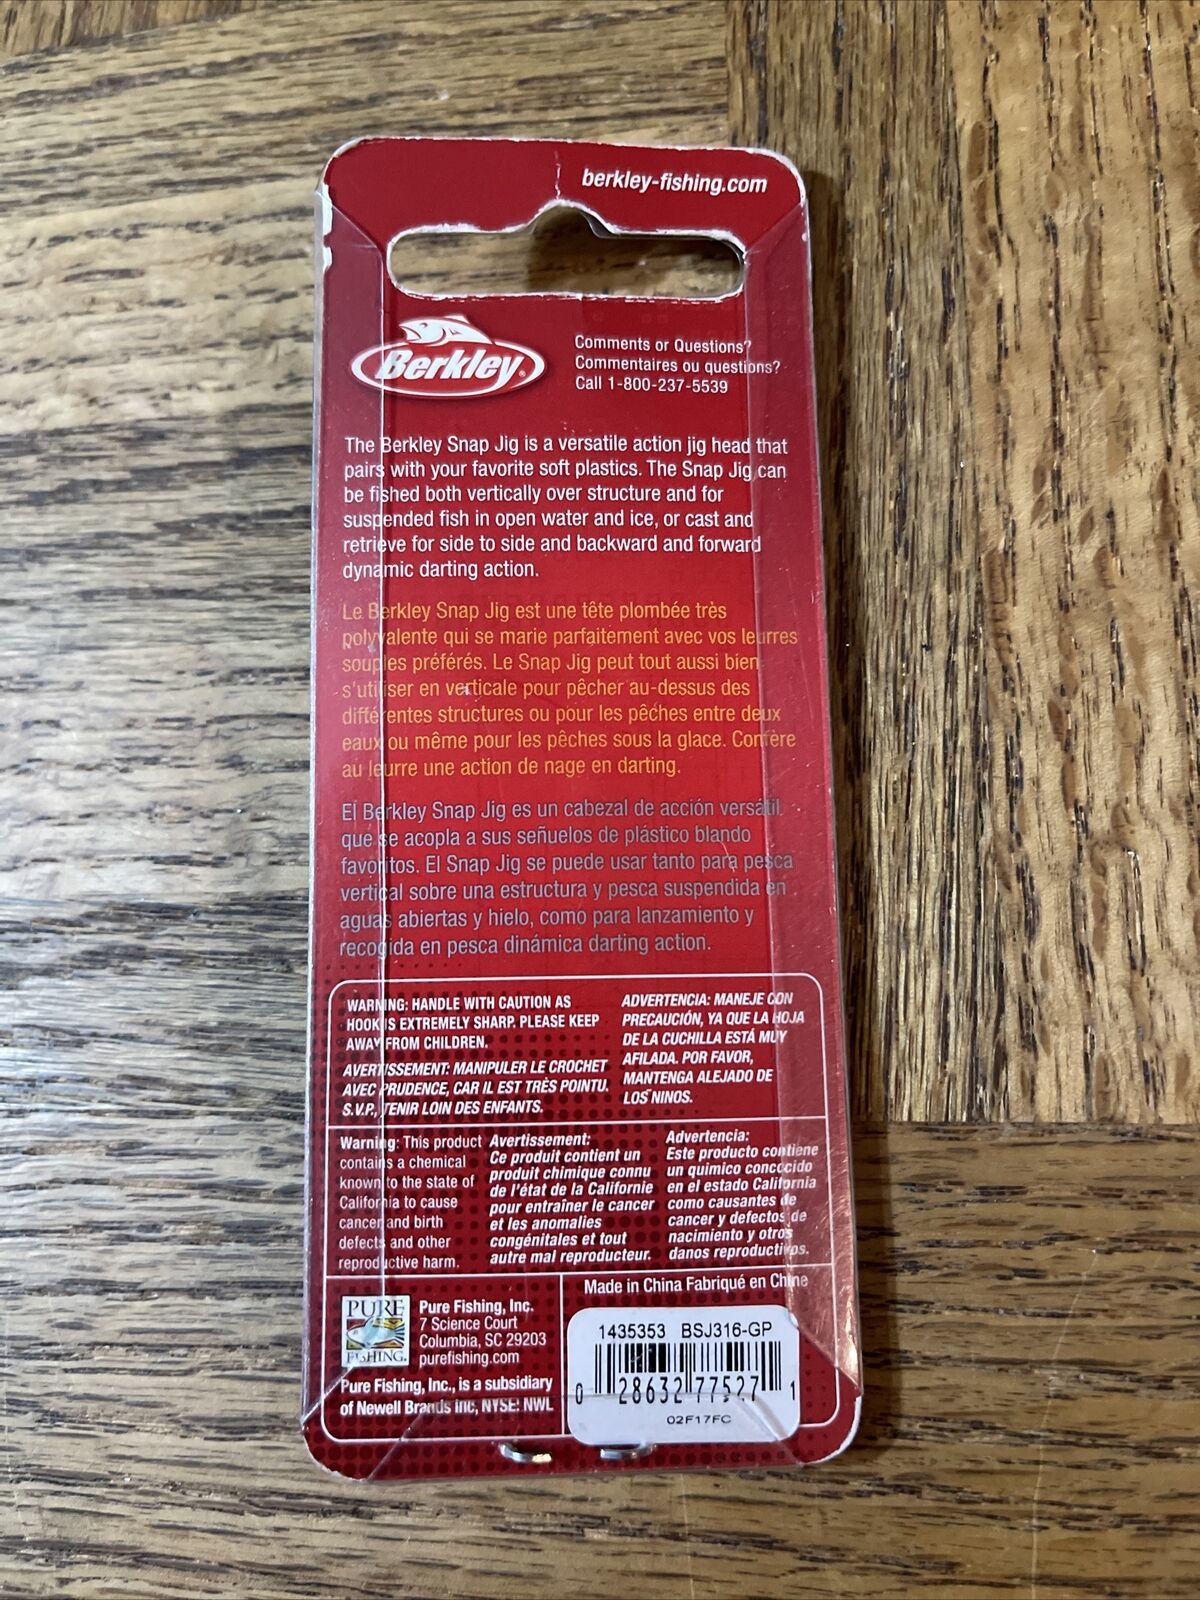 berkley-fishing.com
Berkley®
Comments or Questions?
Commentaires ou questions?
Call 1-800-237-5539
The Berkley Snap Jig is a versatile action jig head that
pairs with your favorite soft plastics. The Snap Jig can
be fished both vertically over structure and for
suspended fish in open water and ice, or cast and
retrieve for side to side and backward and forward
dynamic darting action.
Le Berkley Snap Jig est une tête plombée très
polyvalente qui se marie parfaitement avec vos leurres
souples préférés. Le Snap Jig peut tout aussi bien
s'utiliser en verticale pour pêcher au-dessus des
différentes structures ou pour les pêches entre deux
eaux ou même pour les pêches sous la glace. Confère
au leurre une action de nage en darting.
El Berkley Snap Jig es un cabezal de acción versátil
que se acopla a sus señuelos de plástico blando
favoritos. El Snap Jig se puede usar tanto para pesca
vertical sobre una estructura y pesca suspendida en
aguas abiertas y hielo, como para lanzamiento y
recogida en pesca dinámica darting action.
WARNING: HANDLE WITH CAUTION AS
HOOK IS EXTREMELY SHARP. PLEASE KEEP
AWAY FROM CHILDREN.
AVERTISSEMENT: MANIPULER LE CROCHET
AVEC PRUDENCE, CAR IL EST TRÈS POINTU.
S.V.P., TENIR LOIN DES ENFANTS.
ADVERTENCIA: MANEJE CON
PRECAUCIÓN, YA QUE LA HOJA
DE LA CUCHILLA ESTÁ MUY
AFILADA. POR FAVOR,
MANTENGA ALEJADO DE
LOS NINOS.
Warning: This product
contains a chemical
known to the state of
California to cause
cancer and birth
defects and other
reproductive harm.
Avertissement:
Ce produit contient un
produit chimique connu
de l'état de la Californie
pour entraîner le cancer
et les anomalies
congénitales et tout
autre mal reproducteur.
Advertencia:
Este producto contiene
un quimico concocido
en el estado California
como causantes de
cancer y defectos de
nacimiento y otros
danos reproductivos.
PURE
FISHING.
Pure Fishing, Inc.
7 Science Court
Columbia, SC 29203
purefishing.com
Pure Fishing, Inc., is a subsidiary
of Newell Brands Inc, NYSE: NWL
Made in China Fabriqué en Chine
1435353 BSJ316-GP
0 28632 77527 1
02F17FC